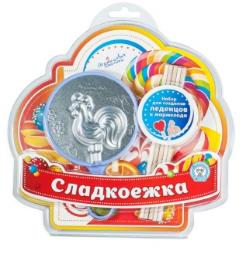 Набор
для создания
леденцов
и мармелада
Сладкоежка